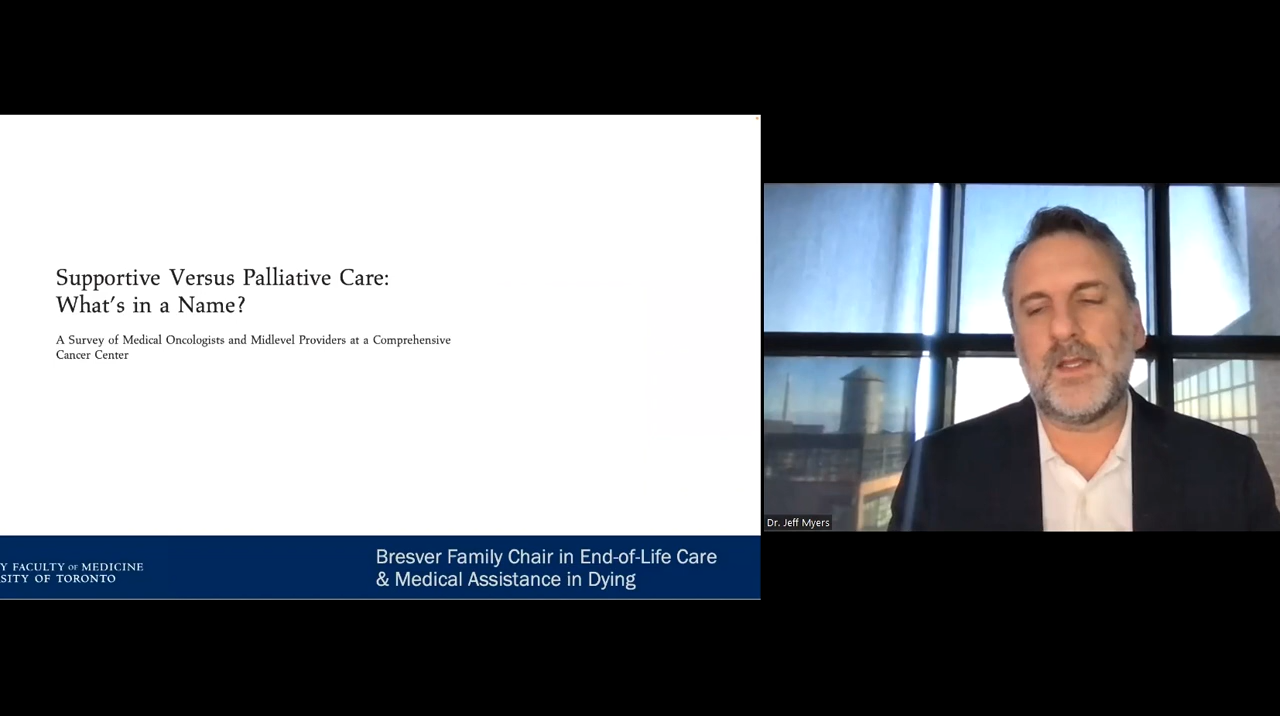 Supportive Versus Palliative Care:
What's in a Name?
A Survey of Medical Oncologists and Midlevel Providers at a Comprehensive
Cancer Center
Y FACULTY OF MEDICINE
SITY OF TORONTO
Bresver Family Chair in End-of-Life Care
& Medical Assistance in Dying
Dr. Jeff Myers